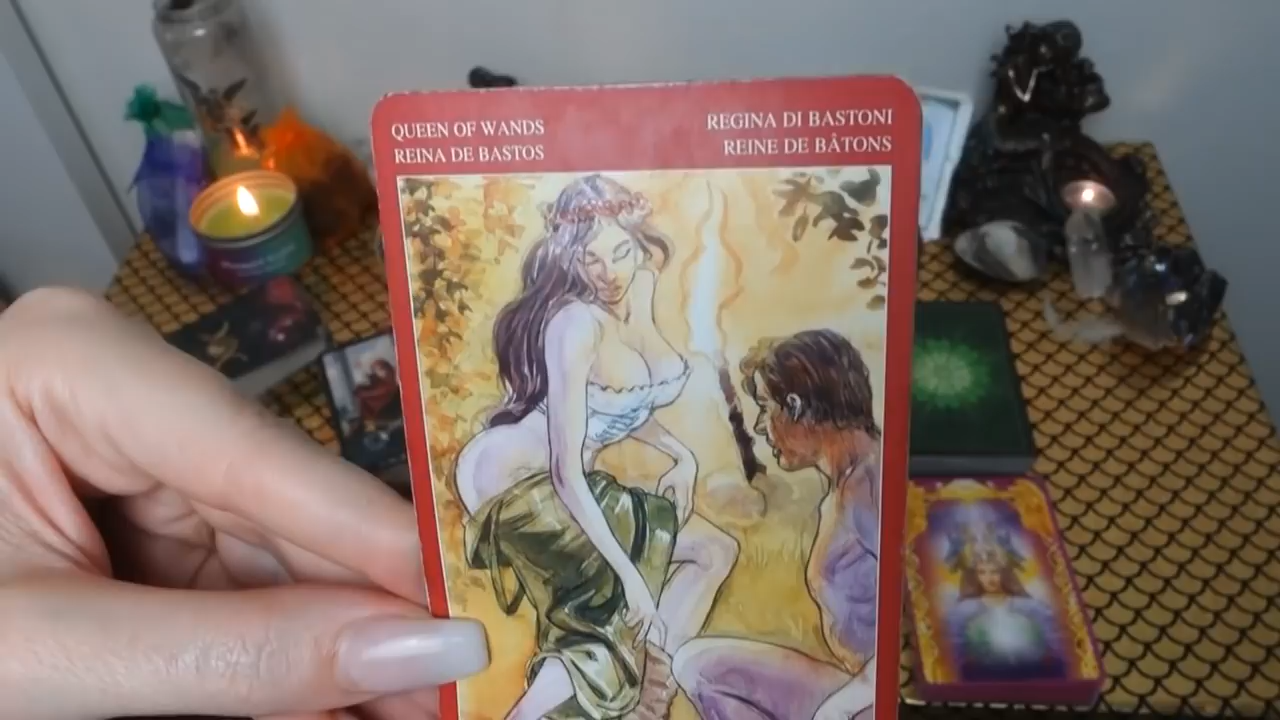 QUEEN OF WANDS
REINA DE BASTOS
REGINA DI BASTONI
REINE DE BÂTONS